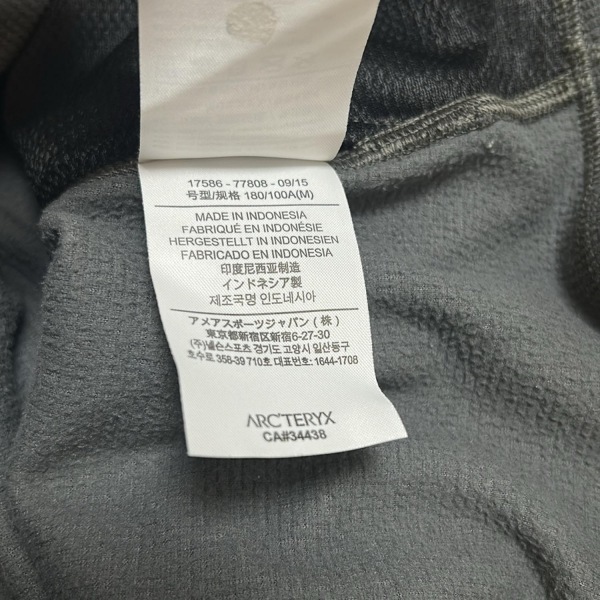 17586 - 77808 - 09/15
号型/规格 180/100A(M)
MADE IN INDONESIA
FABRIQUÉ EN INDONÉSIE
HERGESTELLT IN INDONESIEN
FABRICADO EN INDONESIA
印度尼西亚制造
インドネシア製
제조국명 인도네시아
アメアスポーツジャパン(株)
東京都新宿区新宿6-27-30
(주)넬슨스포츠 경기도 고양시 일산동구
호수로 358-39 710호 대표번호: 1644-1708
ARC'TERYX
CA#34438